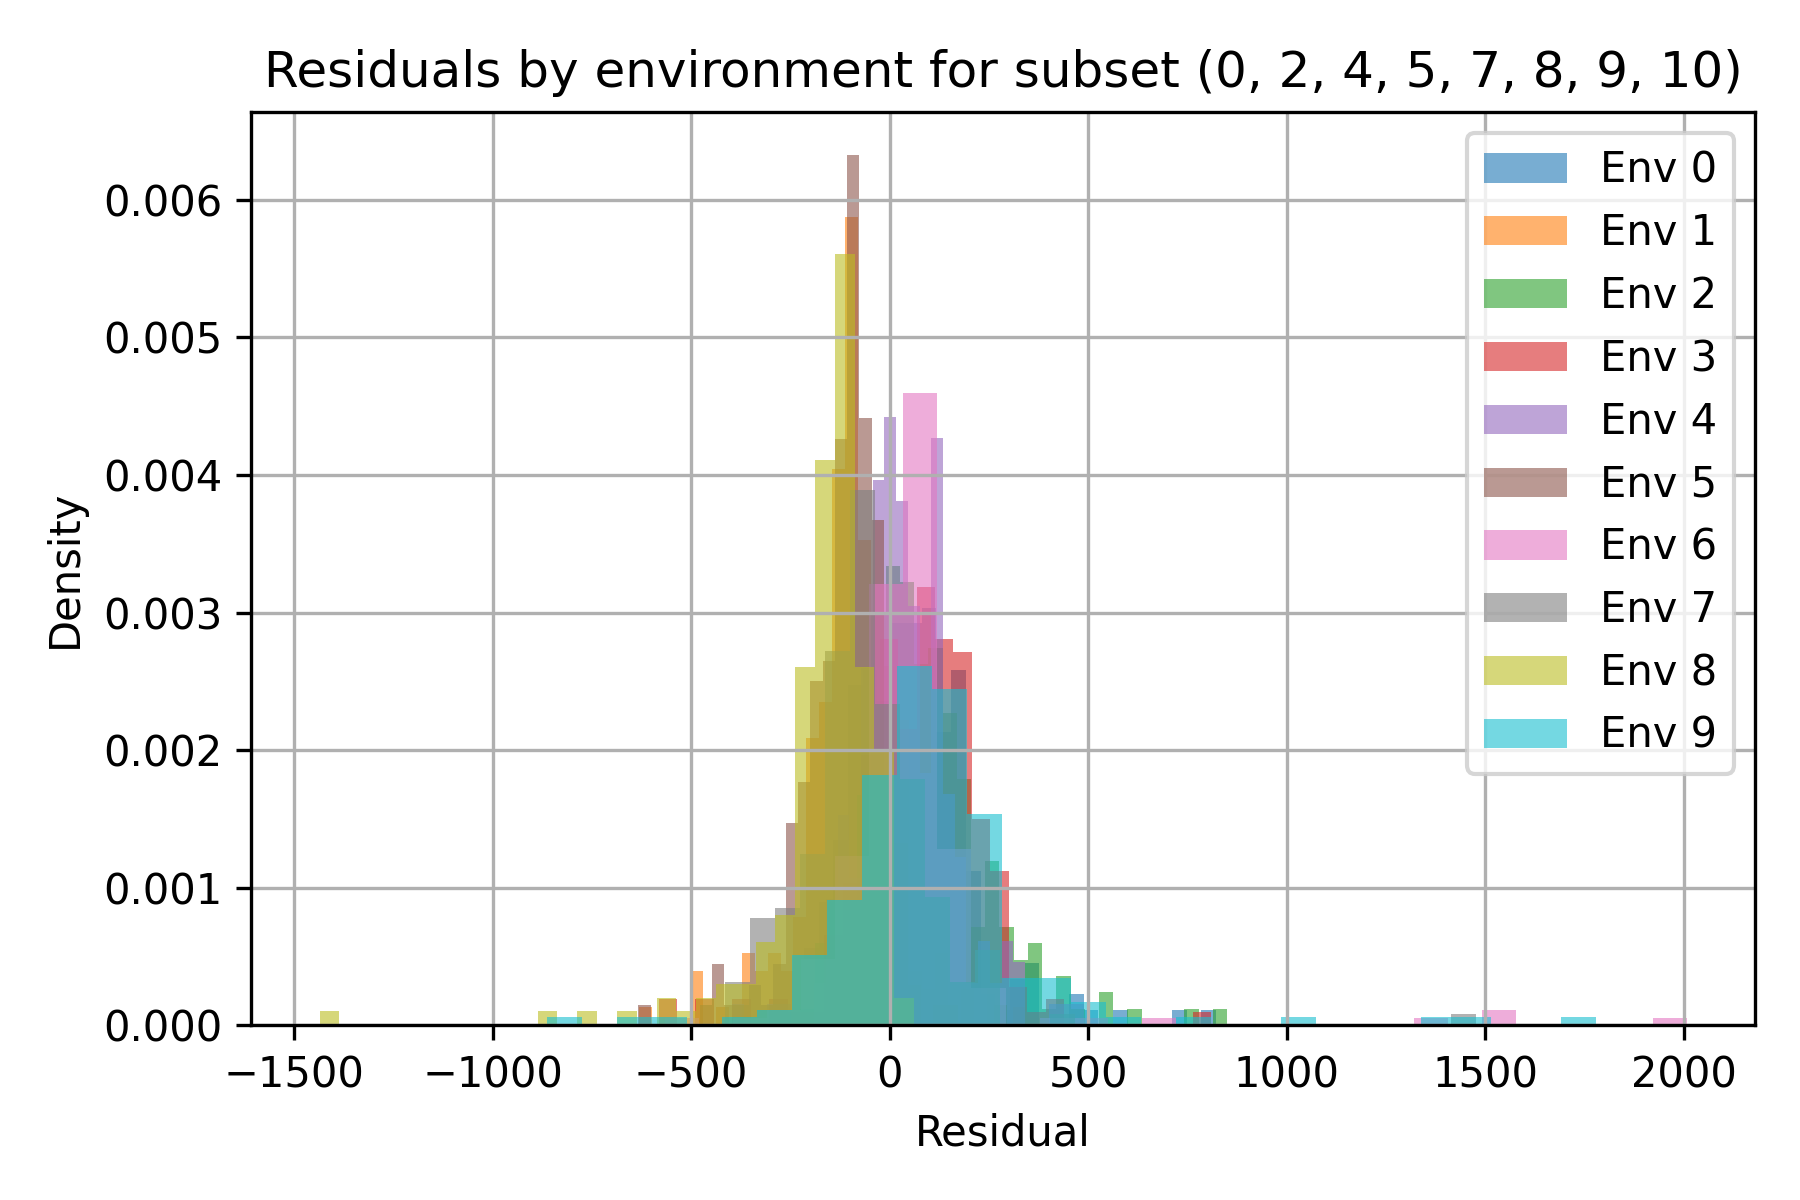 Residuals by environment for subset (0, 2, 4, 5, 7, 8, 9, 10)
0.006
0.005
0.004
0.003
0.002
0.001
0.000
Density
−1500
−1000
−500
0
500
1000
1500
2000
Residual
Env 0
Env 1
Env 2
Env 3
Env 4
Env 5
Env 6
Env 7
Env 8
Env 9